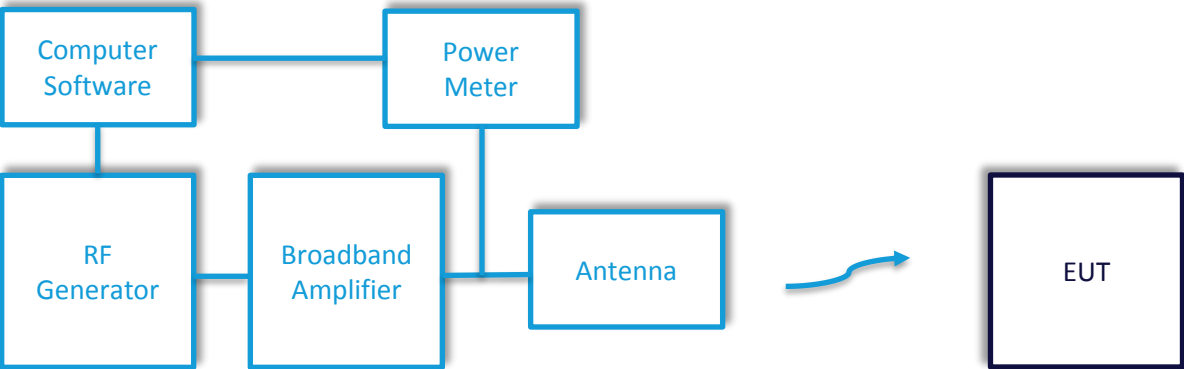 Computer
Software
Power
Meter
RF
Generator
Broadband
Amplifier
Antenna
EUT